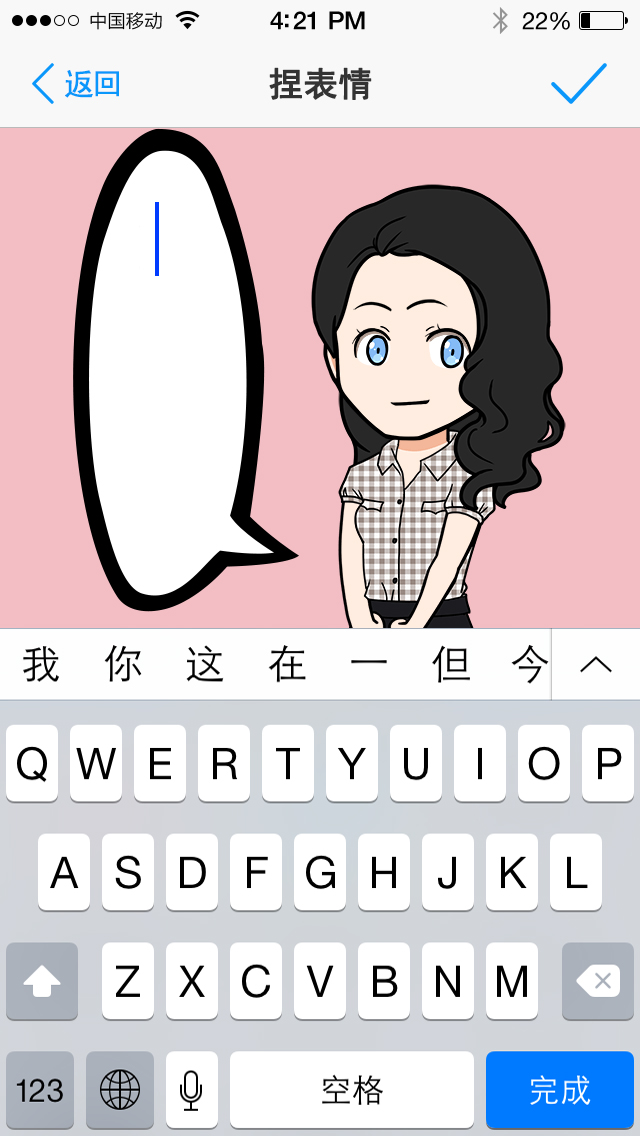 中国移动 4:21 PM 22%
返回 捏表情
我 你 这 在 一 但 今
Q W E R T Y U I O P
A S D F G H J K L
Z X C V B N M
123 空格 完成